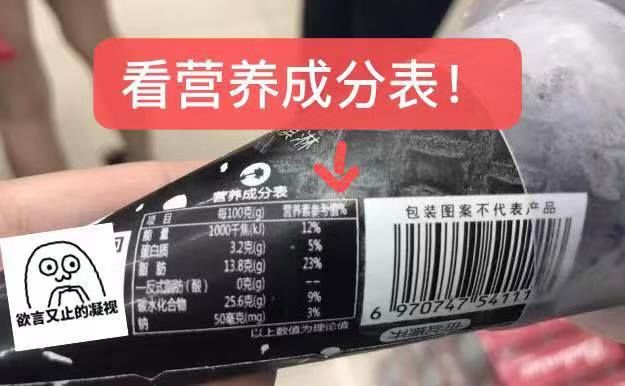 看营养成分表！
淇淋
营养成分表
项目 每100克(g) 营养素参考值%
能量 1000千焦(kJ) 12%
蛋白质 3.2克(g) 5%
脂肪 13.8克(g) 23%
—反式脂肪(酸) 0克(g) --
碳水化合物 25.6克(g) 9%
钠 50毫克(mg) 3%
以上数值为理论值
包装图案不代表产品
6 970747 54111
欲言又止的凝视